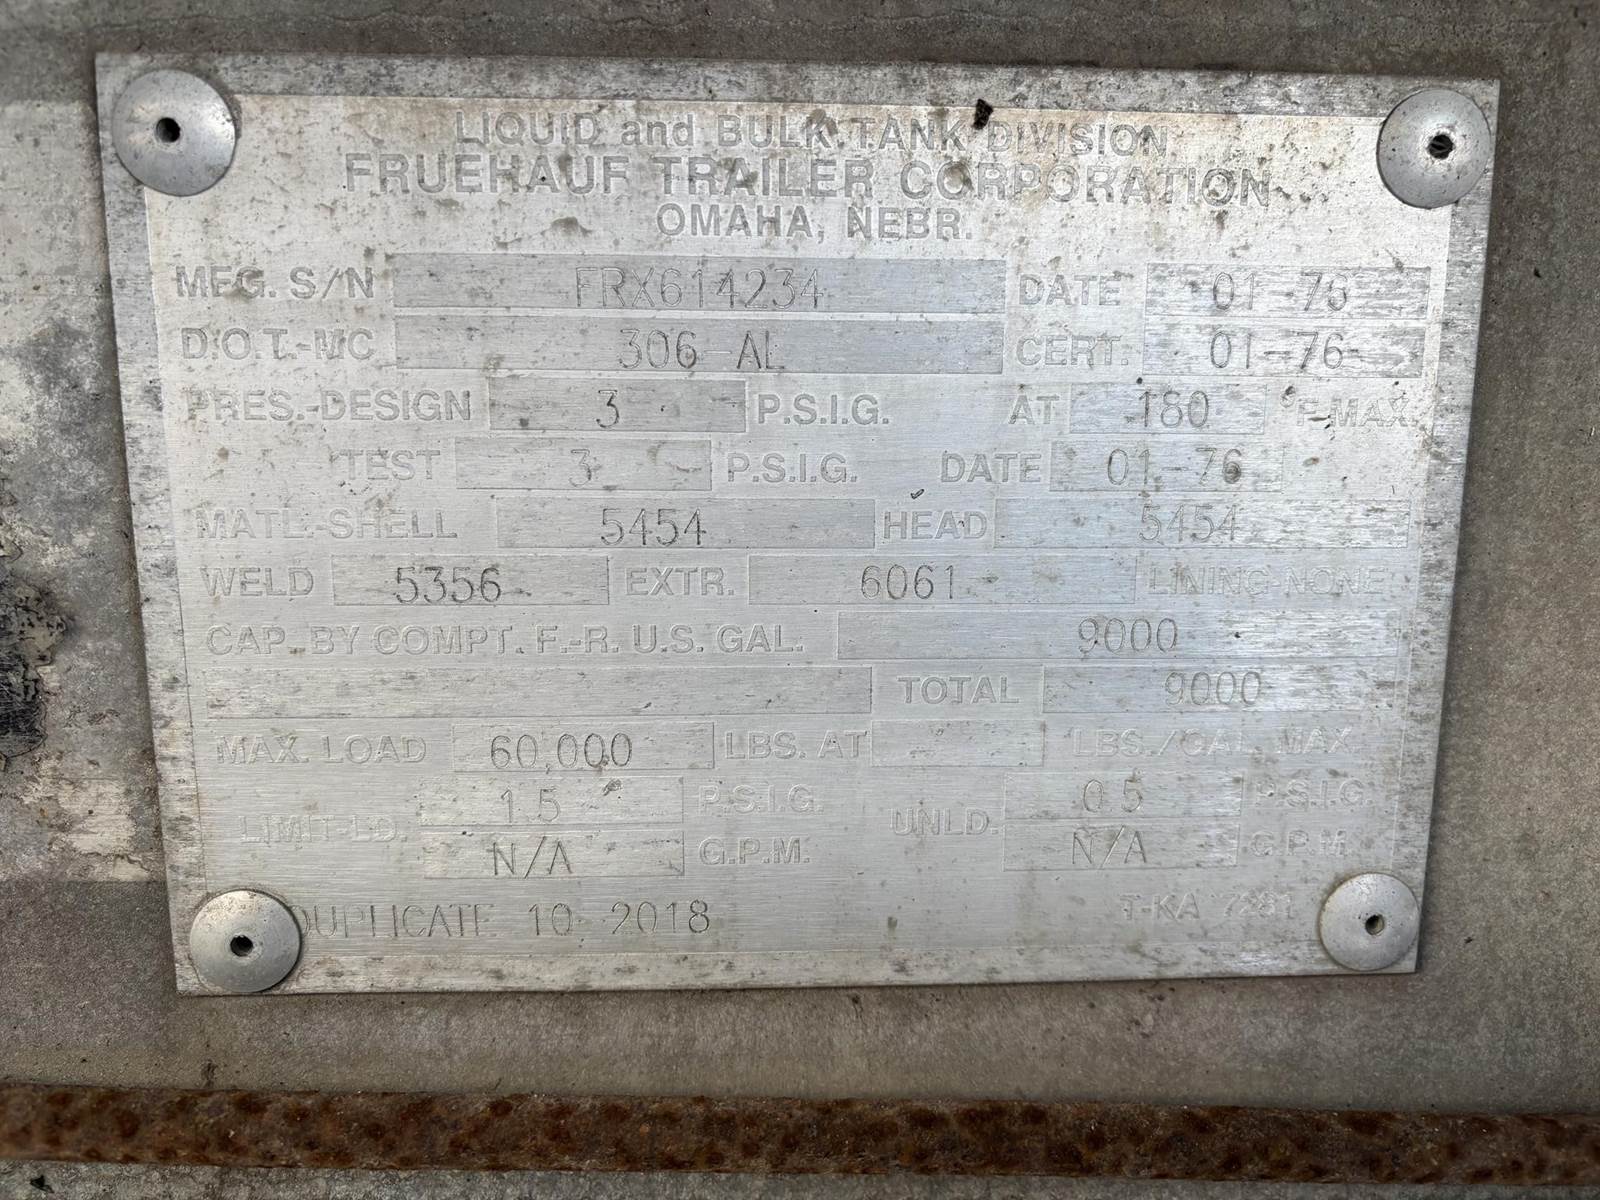 LIQUID and BULK TANK DIVISION
FRUEHAUF TRAILER CORPORATION
OMAHA, NEBR.
MFG. S/N FRX614234 DATE 01-76
D.O.T.-MC 306-AL CERT. 01-76
PRES.-DESIGN 3 P.S.I.G. AT 180 °F-MAX.
TEST 3 P.S.I.G. DATE 01-76
MATL.-SHELL 5454 HEAD 5454
WELD 5356 EXTR. 6061 LINING-NONE
CAP. BY COMPT. F.-R. U.S. GAL. 9000
TOTAL 9000
MAX. LOAD 60,000 LBS. AT LBS./GAL. MAX
LIMIT-LD. 1.5 P.S.I.G. UNLD. 0.5 P.S.I.G.
N/A G.P.M. N/A G.P.M.
DUPLICATE 10-2018 T-KA